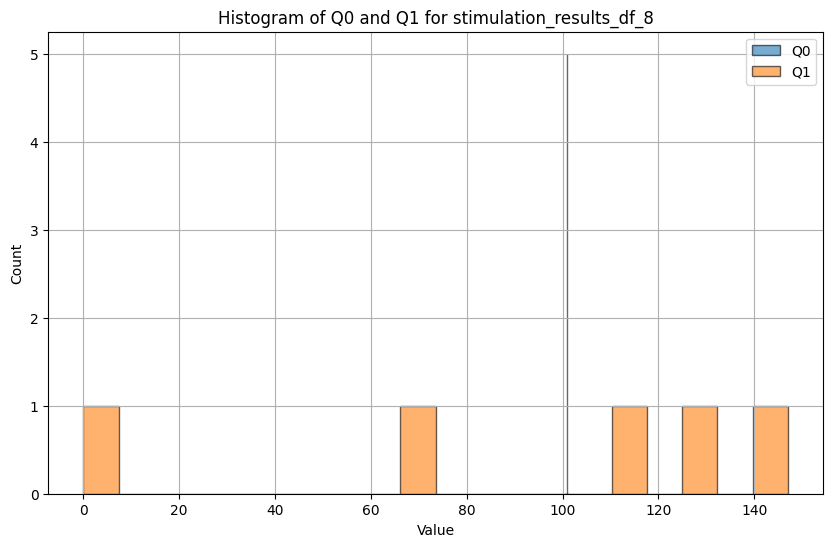 Histogram of Q0 and Q1 for stimulation_results_df_8
Q0
Q1
5
4
3
2
1
0
Count
0 20 40 60 80 100 120 140
Value